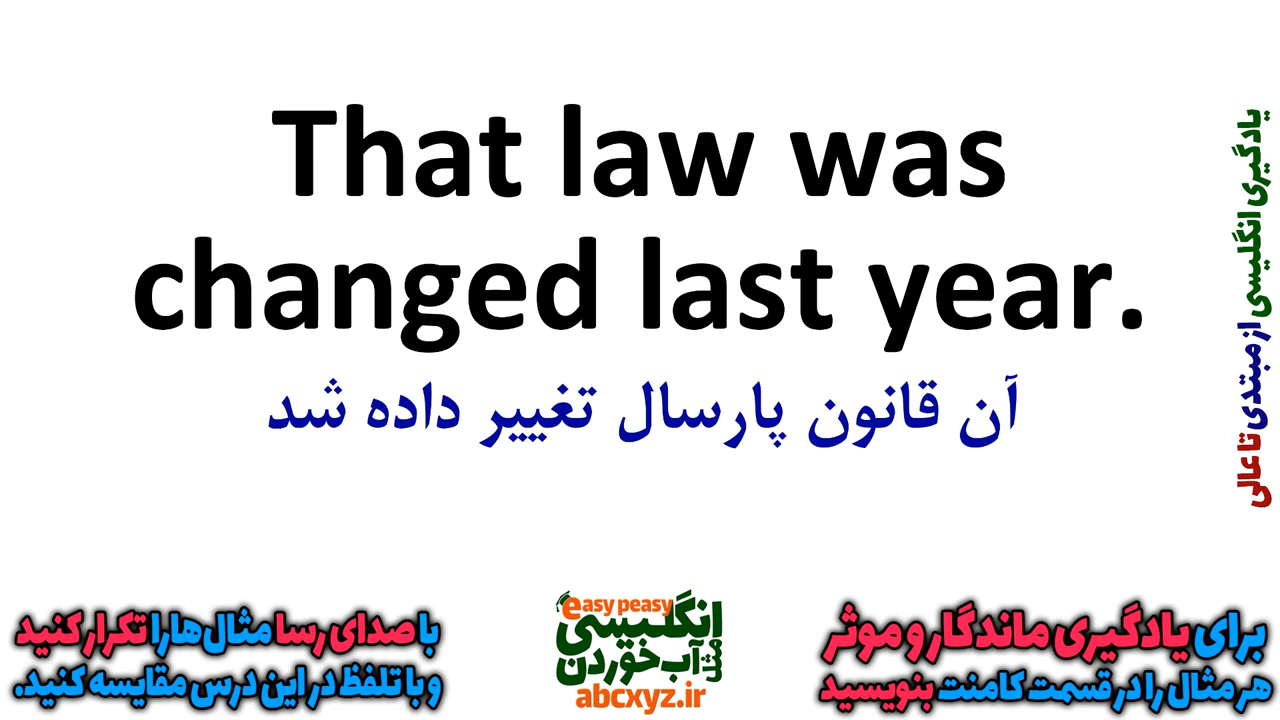 That law was
changed last year.
آن قانون پارسال تغییر داده شد
یادگیری انگلیسی از مبتدی تا عالی
برای یادگیری ماندگار و موثر
هر مثال را در قسمت کامنت بنویسید
easy peasy
انگلیسی
مثل آب خوردن
abcxyz.ir
با صدای رسا مثال‌ها را تکرار کنید
و با تلفظ در این درس مقایسه کنید.